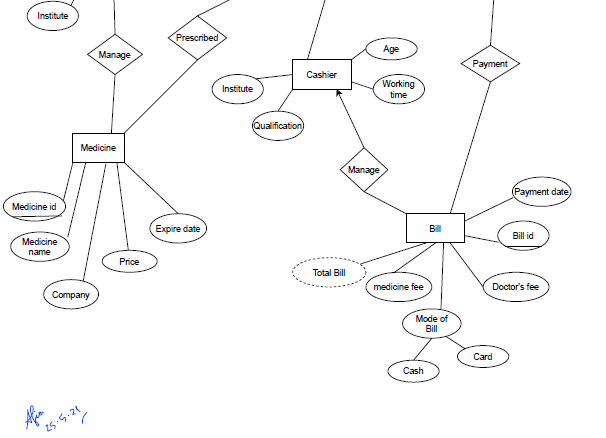 Institute
Manage
Prescribed
Age
Cashier
Institute
Working
time
Qualification
Payment
Medicine
Manage
Medicine id
Medicine
name
Expire date
Price
Company
Payment date
Bill
Bill id
Total Bill
medicine fee
Doctor's fee
Mode of
Bill
Cash
Card
25.5.21